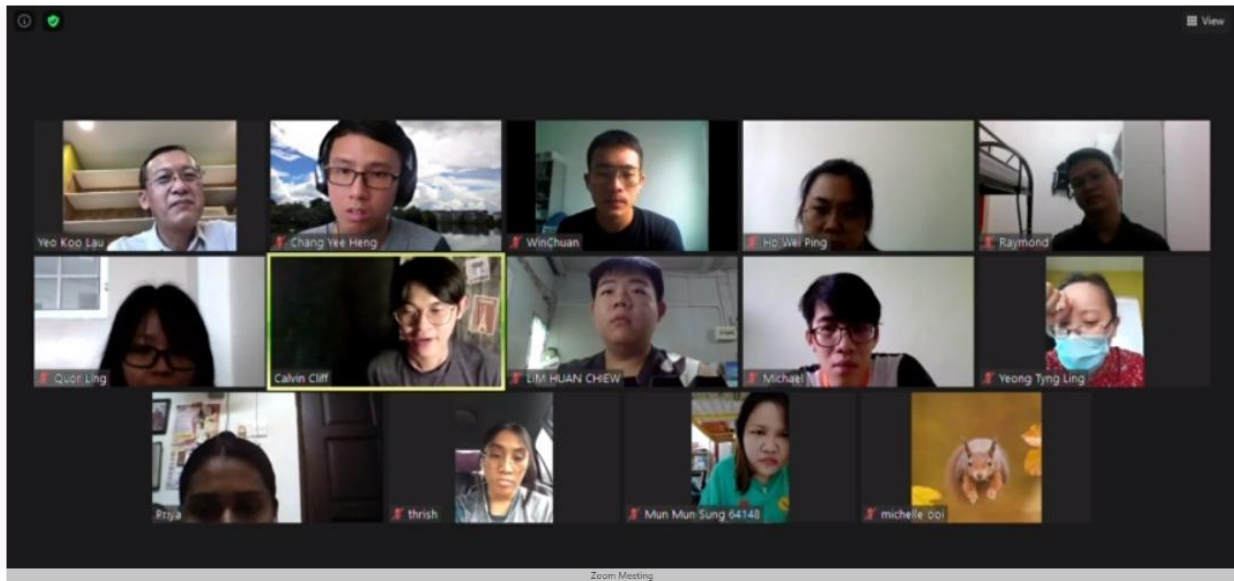 View
Yeo Koo Lau
Chang Yee Heng
WinChuan
Ho Wei Ping
Raymond
Quor Ling
Calvin Cliff
LIM HUAN CHIEW
Michael
Yeong Tyng Ling
Priya
thrish
Mun Mun Sung 64148
michelle ooi
Zoom Meeting